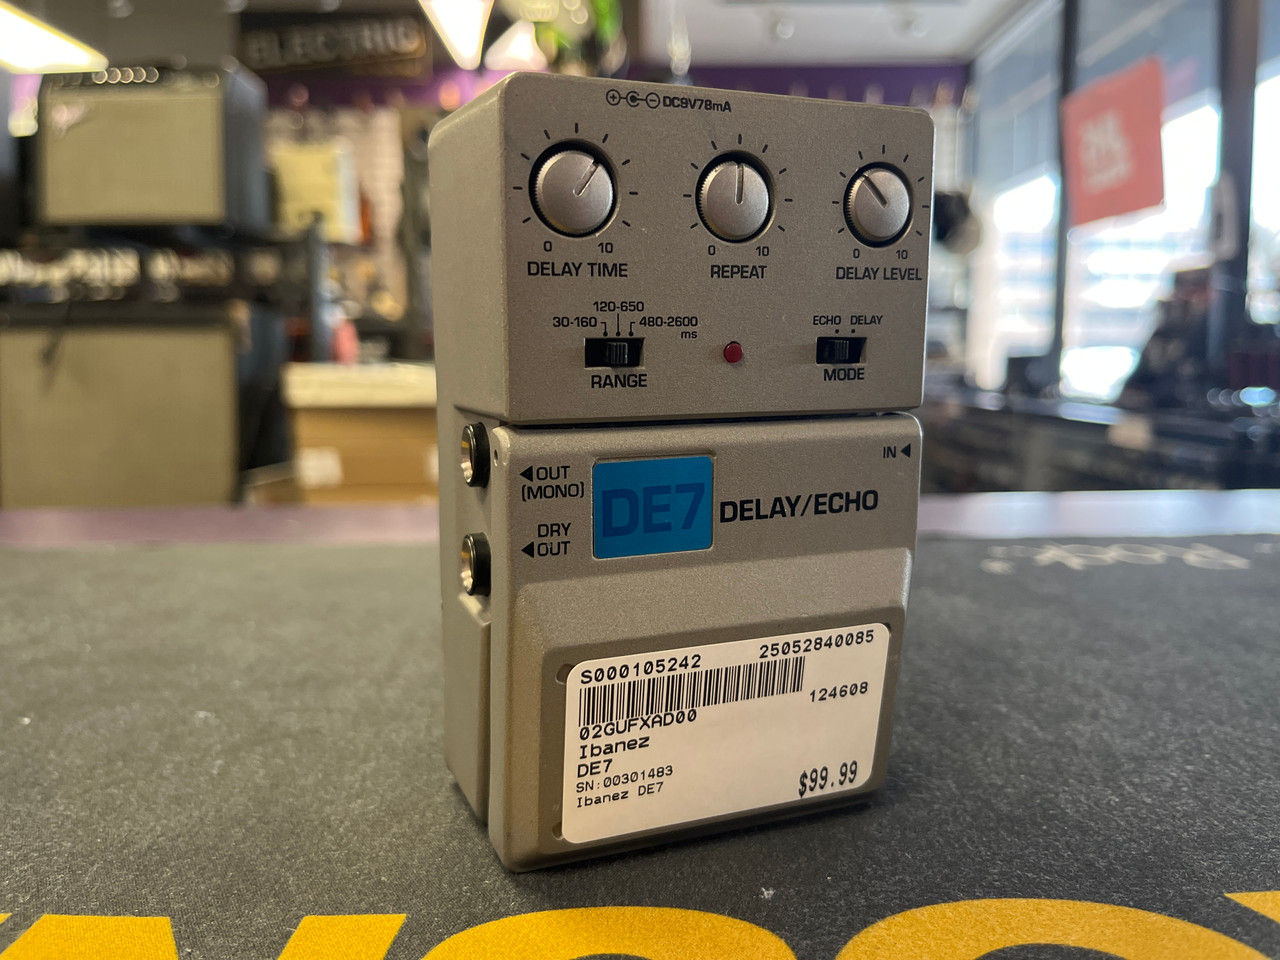 ELECTRIC
DC9V78mA
0 10
DELAY TIME
0 10
REPEAT
0 10
DELAY LEVEL
120-650
30-160
480-2600
ms
RANGE
ECHO DELAY
MODE
OUT
(MONO)
DRY
OUT
IN
DE7
DELAY/ECHO
S000105242 25052840085
124608
02GUFXAD00
Ibanez
DE7
SN:00301483
Ibanez DE7
$99.99